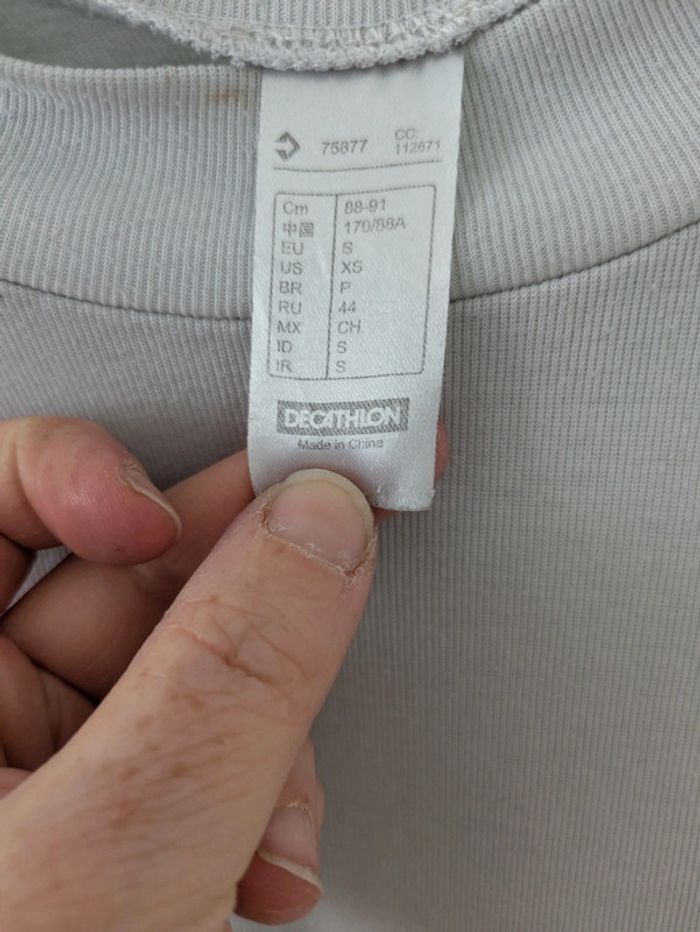 75877 CC:
112671
Cm 88-91
中国 170/88A
EU S
US XS
BR P
RU 44
MX CH
ID S
IR S
DECATHLON
Made in China